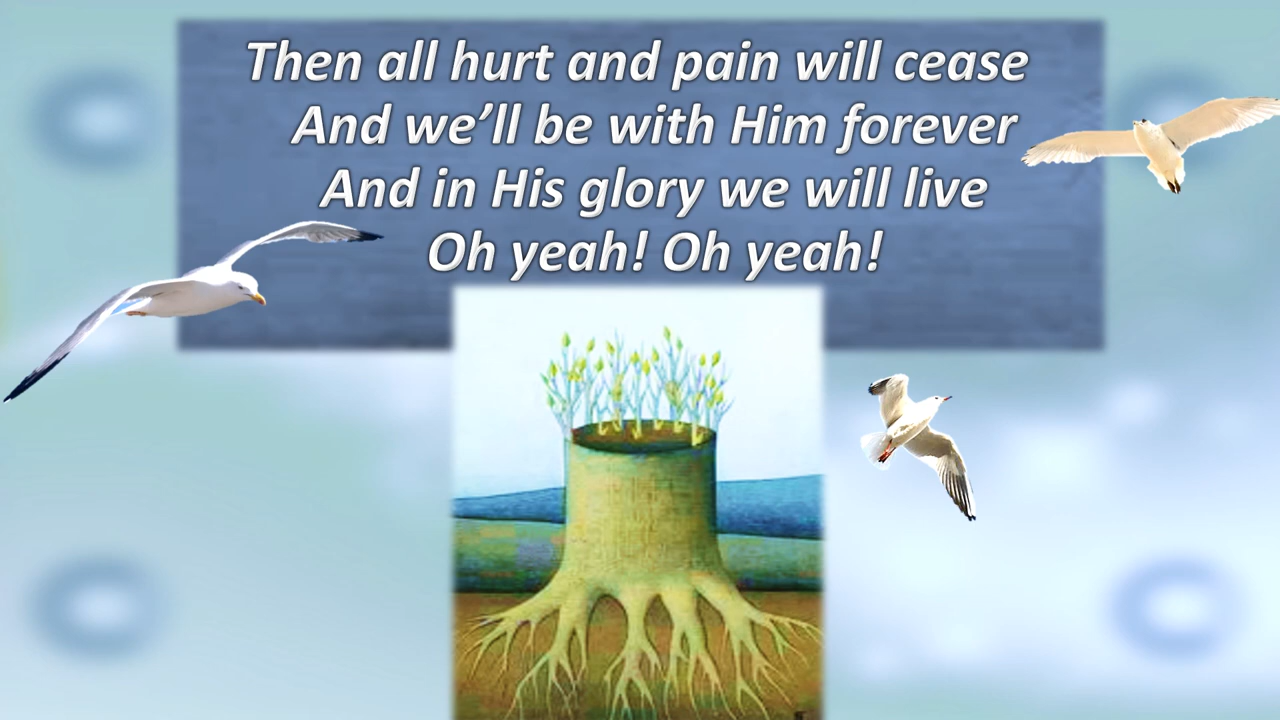 Then all hurt and pain will cease
And we’ll be with Him forever
And in His glory we will live
Oh yeah! Oh yeah!